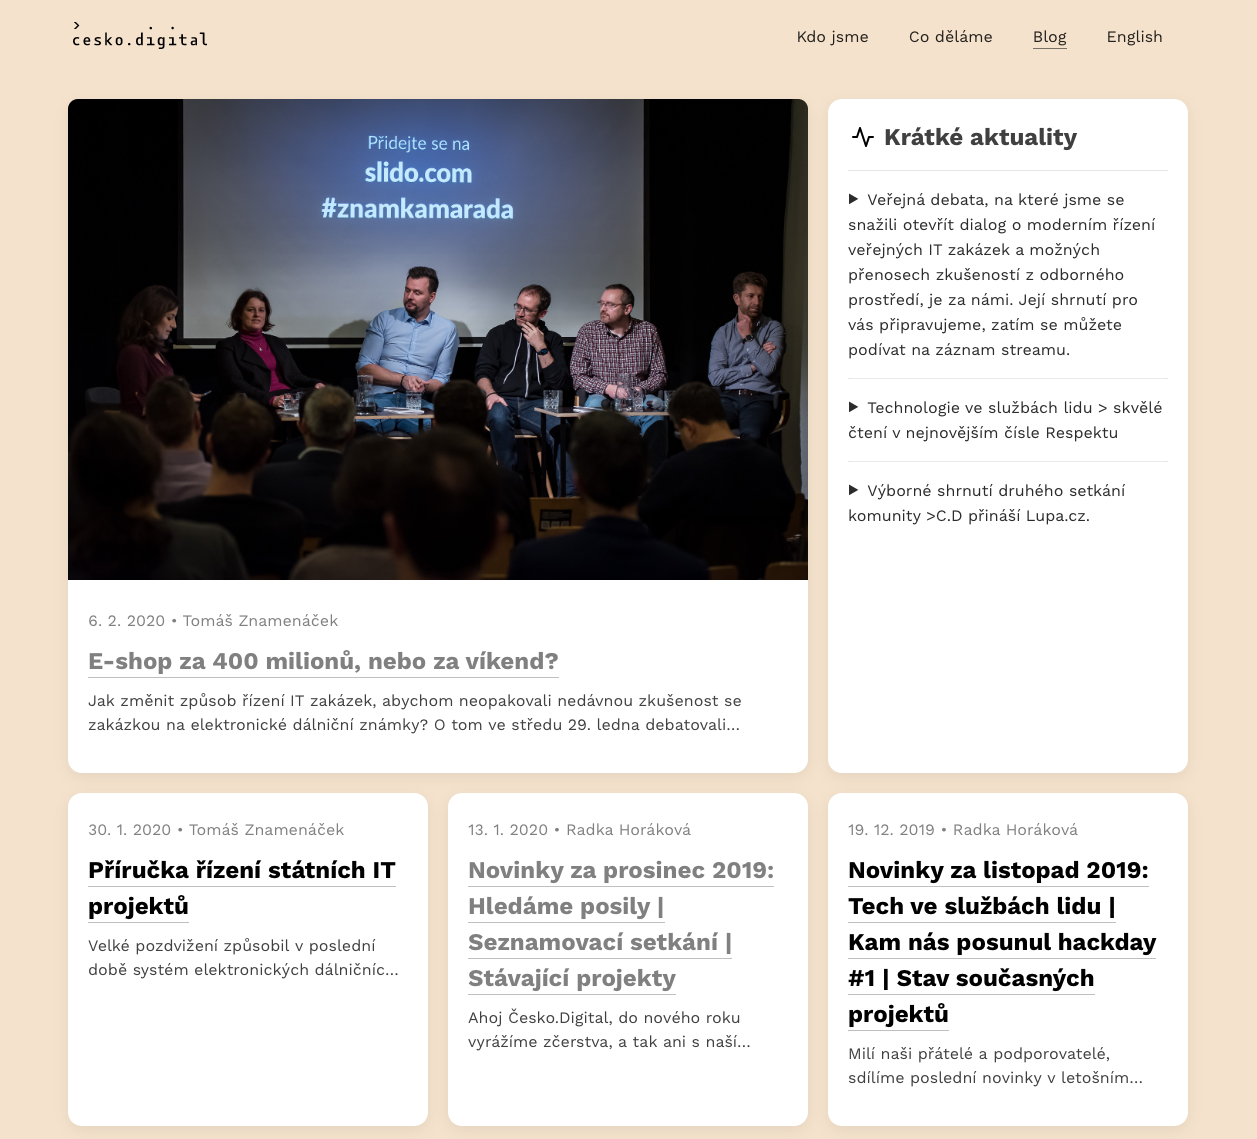 česko.digital
Kdo jsme
Co děláme
Blog
English
Přidejte se na
slido.com
#znamkamarada
6. 2. 2020 • Tomáš Znamenáček
E-shop za 400 milionů, nebo za víkend?
Jak změnit způsob řízení IT zakázek, abychom neopakovali nedávnou zkušenost se
zakázkou na elektronické dálniční známky? O tom ve středu 29. ledna debatovali…
Krátké aktuality
Veřejná debata, na které jsme se
snažili otevřít dialog o moderním řízení
veřejných IT zakázek a možných
přenosech zkušeností z odborného
prostředí, je za námi. Její shrnutí pro
vás připravujeme, zatím se můžete
podívat na záznam streamu.
Technologie ve službách lidu > skvělé
čtení v nejnovějším čísle Respektu
Výborné shrnutí druhého setkání
komunity >C.D přináší Lupa.cz.
30. 1. 2020 • Tomáš Znamenáček
Příručka řízení státních IT
projektů
Velké pozdvižení způsobil v poslední
době systém elektronických dálničníc…
13. 1. 2020 • Radka Horáková
Novinky za prosinec 2019:
Hledáme posily |
Seznamovací setkání |
Stávající projekty
Ahoj Česko.Digital, do nového roku
vyrážíme zčerstva, a tak ani s naší…
19. 12. 2019 • Radka Horáková
Novinky za listopad 2019:
Tech ve službách lidu |
Kam nás posunul hackday
#1 | Stav současných
projektů
Milí naši přátelé a podporovatelé,
sdílíme poslední novinky v letošním…